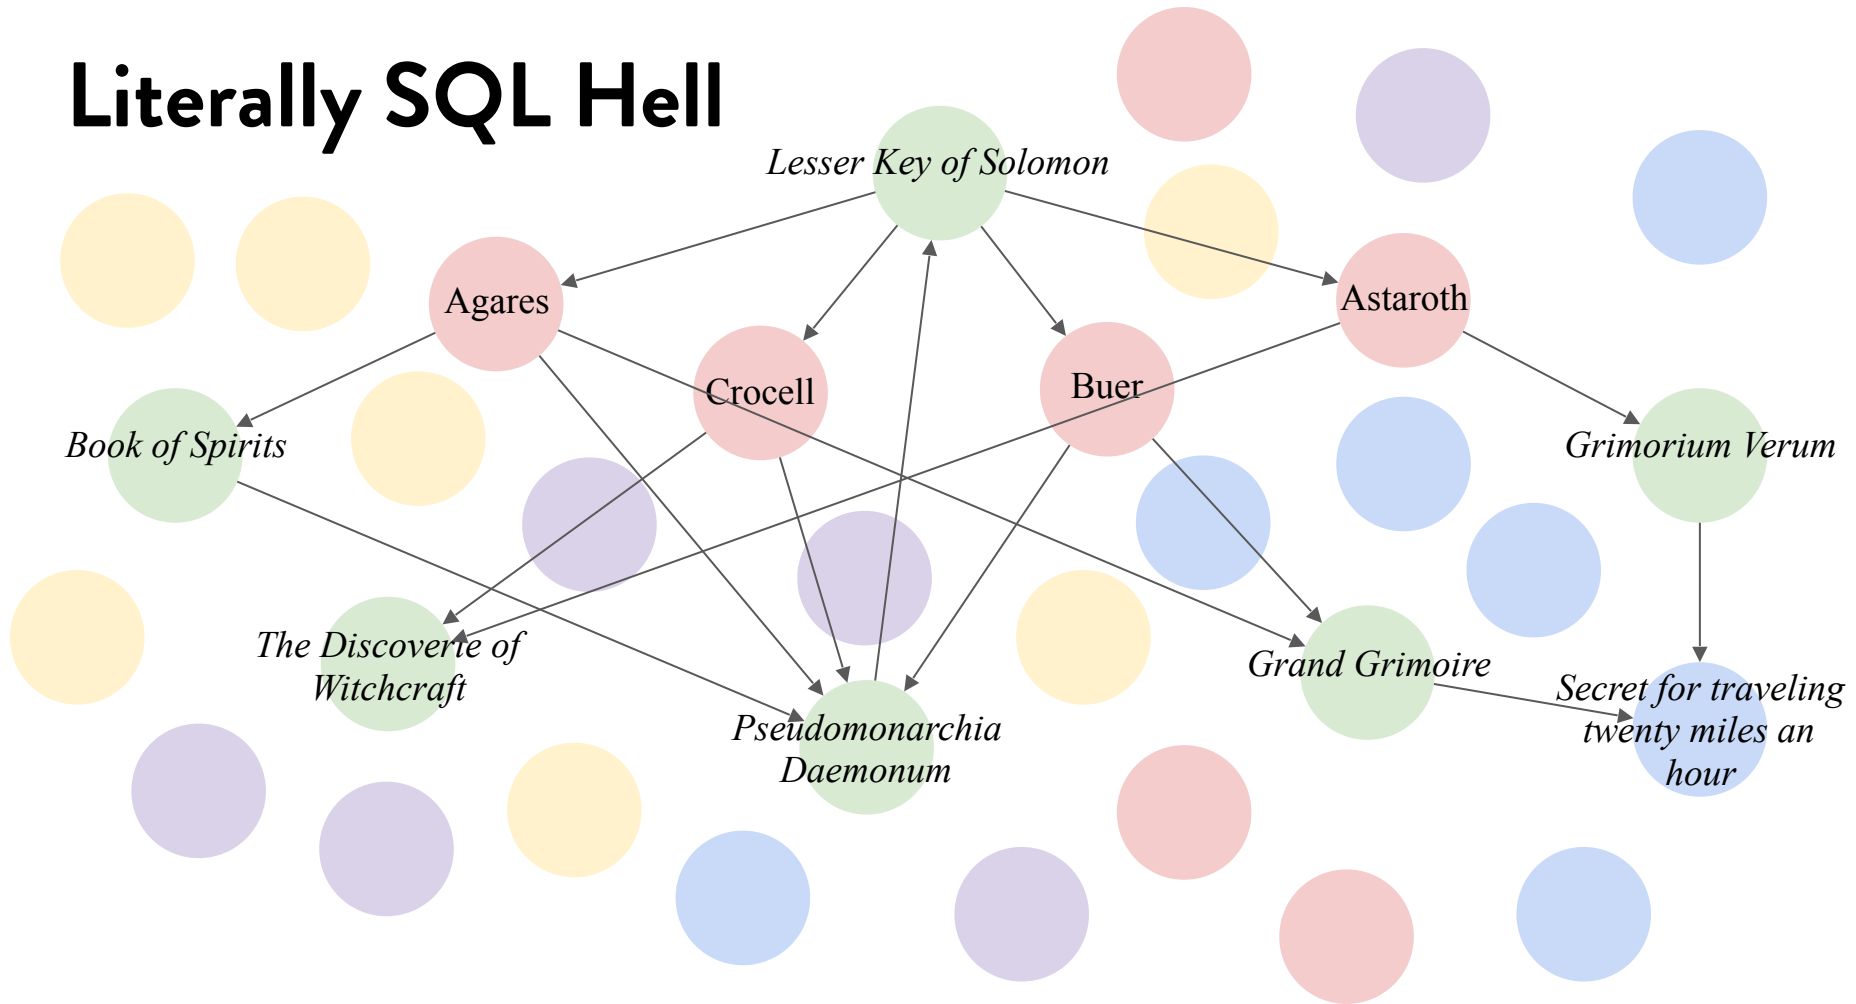 Literally SQL Hell
Lesser Key of Solomon
Agares
Astaroth
Crocell
Buer
Book of Spirits
Grimorium Verum
The Discoverie of
Witchcraft
Grand Grimoire
Pseudomonarchia
Daemonum
Secret for traveling
twenty miles an
hour